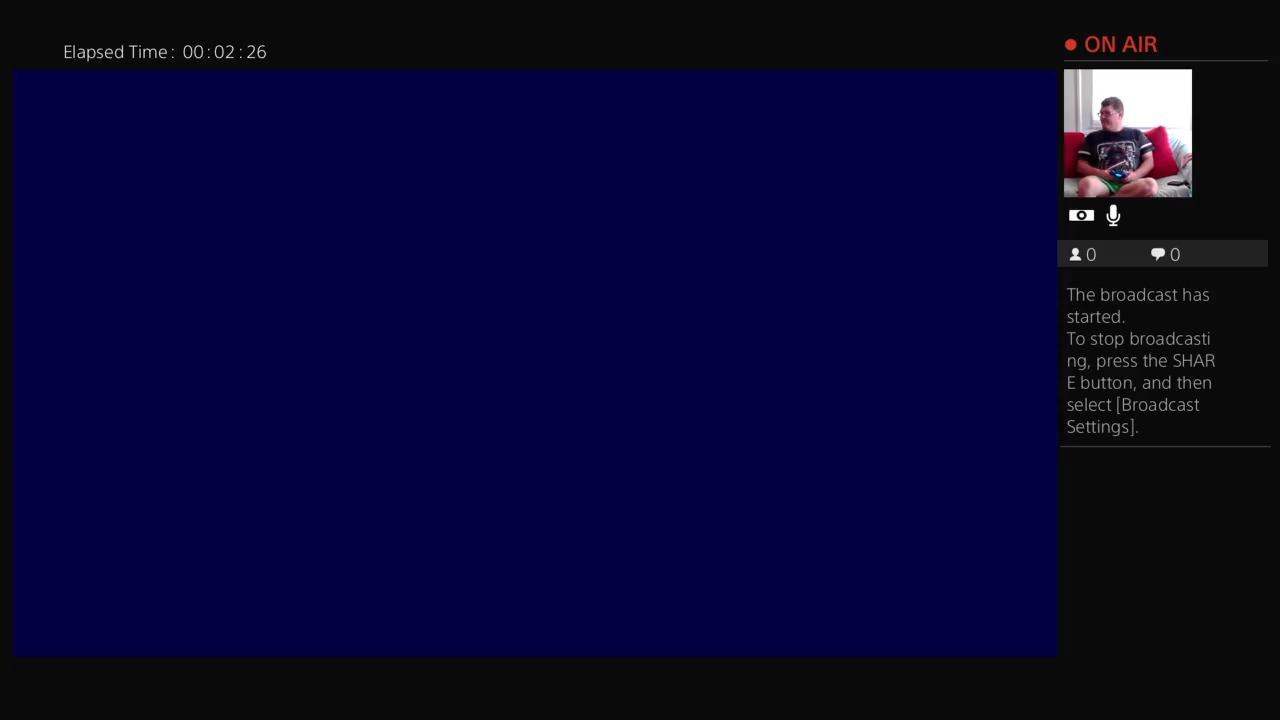 Elapsed Time: 00:02:26
ON AIR
0
0
The broadcast has
started.
To stop broadcasti
ng, press the SHAR
E button, and then
select [Broadcast
Settings].